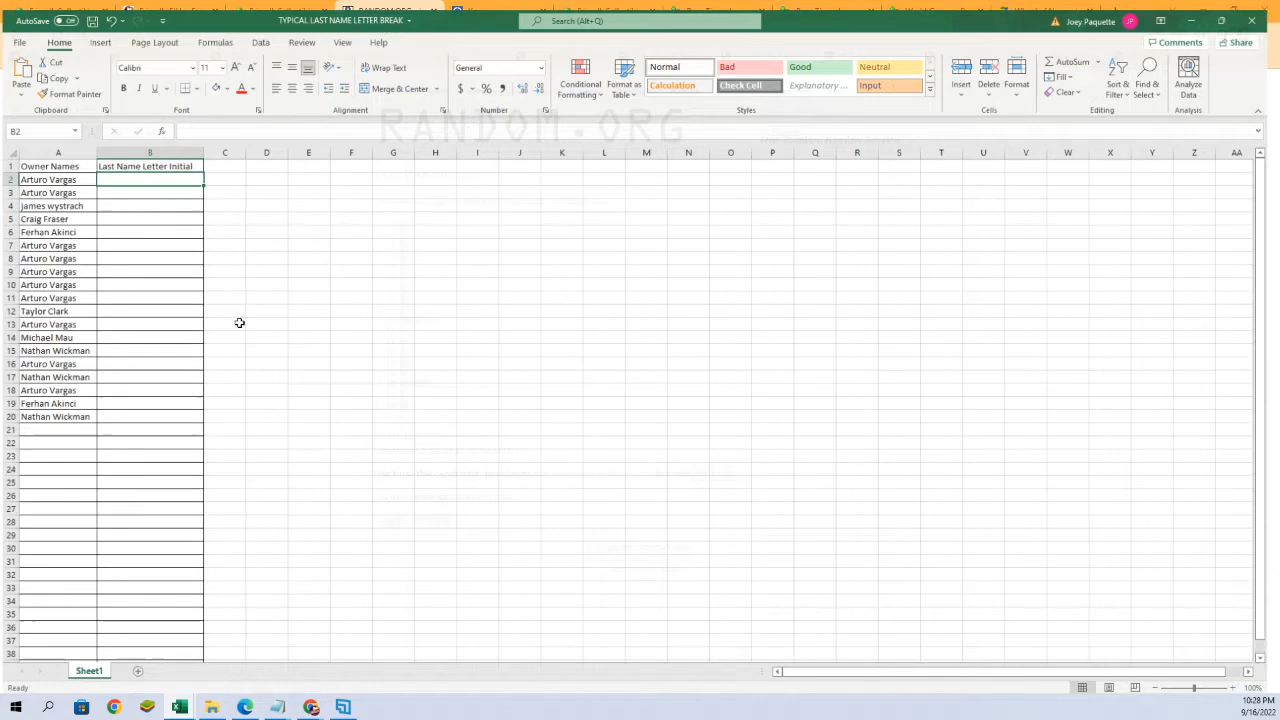 AutoSave Off
TYPICAL LAST NAME LETTER BREAK
Search (Alt+Q)
Joey Paquette JP
File Home Insert Page Layout Formulas Data Review View Help
Comments Share
Paste
Cut
Copy
Format Painter
Clipboard
Calibri 11
B I U
Font
Wrap Text
Merge & Center
Alignment
General
$ %
Number
Conditional Formatting
Format as Table
Normal Bad Good Neutral
Calculation Check Cell Explanatory ... Input
Styles
Insert Delete Format
Cells
AutoSum
Fill
Clear
Sort & Filter
Find & Select
Editing
Analyze Data
Analysis
RANDOM.ORG
B2
fx
A B C D E F G H I J K L M N O P Q R S T U V W X Y Z AA
1 Owner Names Last Name Letter Initial
2 Arturo Vargas
3 Arturo Vargas
4 james wystrach
5 Craig Fraser
6 Ferhan Akinci
7 Arturo Vargas
8 Arturo Vargas
9 Arturo Vargas
10 Arturo Vargas
11 Arturo Vargas
12 Taylor Clark
13 Arturo Vargas
14 Michael Mau
15 Nathan Wickman
16 Arturo Vargas
17 Nathan Wickman
18 Arturo Vargas
19 Ferhan Akinci
20 Nathan Wickman
21
22
23
24
25
26
27
28
29
30
31
32
33
34
35
36
37
38
Sheet1
Ready
100%
10:28 PM
9/16/2022